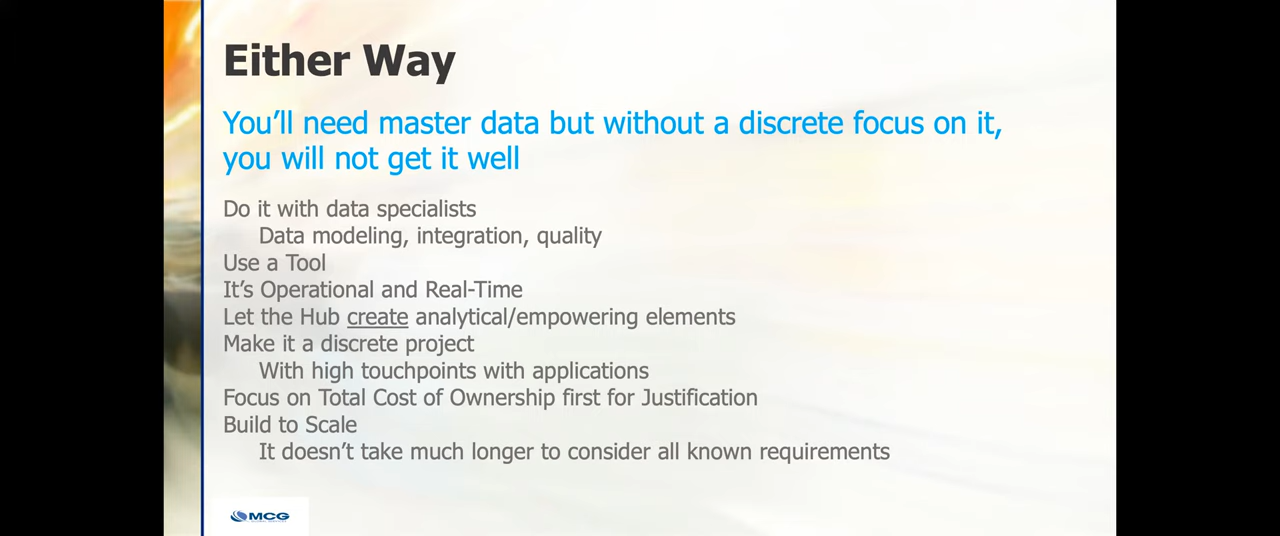 Either Way
You'll need master data but without a discrete focus on it,
you will not get it well
Do it with data specialists
Data modeling, integration, quality
Use a Tool
It's Operational and Real-Time
Let the Hub create analytical/empowering elements
Make it a discrete project
With high touchpoints with applications
Focus on Total Cost of Ownership first for Justification
Build to Scale
It doesn't take much longer to consider all known requirements
MCG